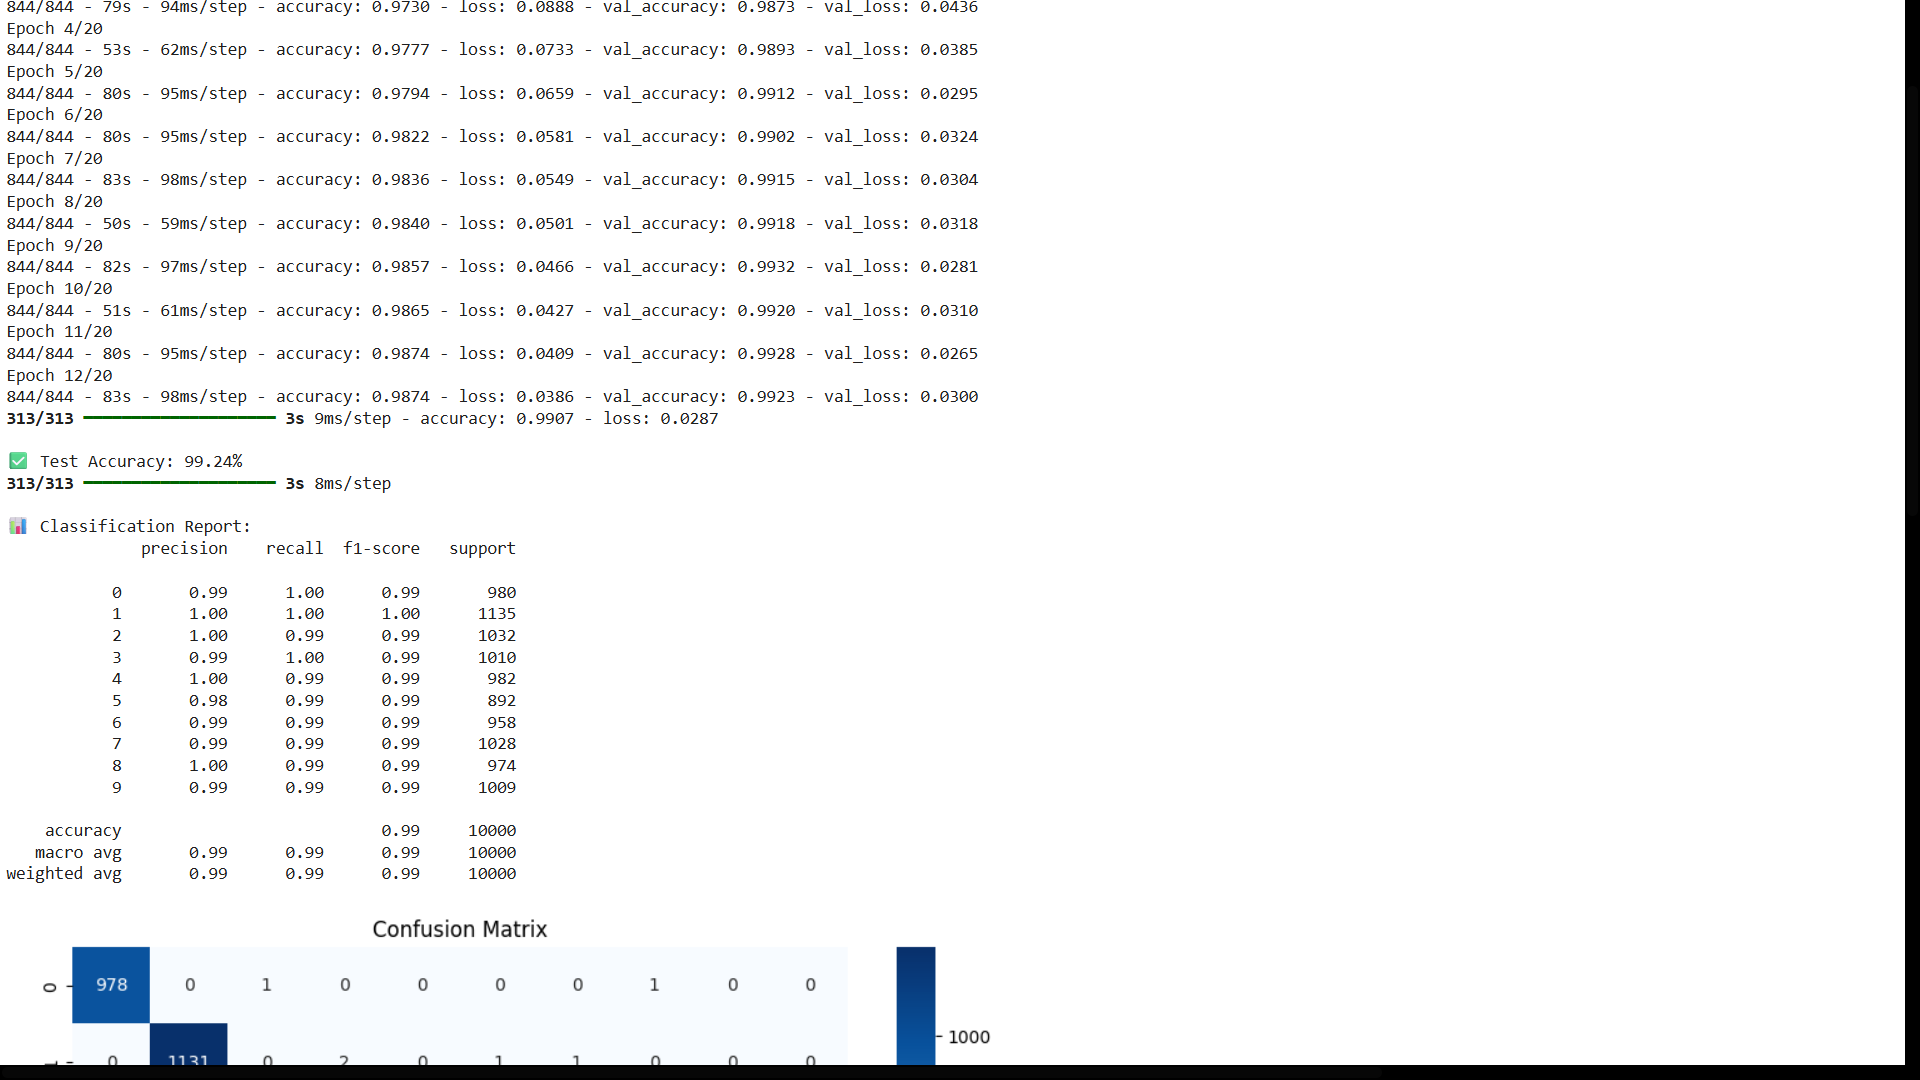 844/844 - 79s - 94ms/step - accuracy: 0.9730 - loss: 0.0888 - val_accuracy: 0.9873 - val_loss: 0.0436
Epoch 4/20
844/844 - 53s - 62ms/step - accuracy: 0.9777 - loss: 0.0733 - val_accuracy: 0.9893 - val_loss: 0.0385
Epoch 5/20
844/844 - 80s - 95ms/step - accuracy: 0.9794 - loss: 0.0659 - val_accuracy: 0.9912 - val_loss: 0.0295
Epoch 6/20
844/844 - 80s - 95ms/step - accuracy: 0.9822 - loss: 0.0581 - val_accuracy: 0.9902 - val_loss: 0.0324
Epoch 7/20
844/844 - 83s - 98ms/step - accuracy: 0.9836 - loss: 0.0549 - val_accuracy: 0.9915 - val_loss: 0.0304
Epoch 8/20
844/844 - 50s - 59ms/step - accuracy: 0.9840 - loss: 0.0501 - val_accuracy: 0.9918 - val_loss: 0.0318
Epoch 9/20
844/844 - 82s - 97ms/step - accuracy: 0.9857 - loss: 0.0466 - val_accuracy: 0.9932 - val_loss: 0.0281
Epoch 10/20
844/844 - 51s - 61ms/step - accuracy: 0.9865 - loss: 0.0427 - val_accuracy: 0.9920 - val_loss: 0.0310
Epoch 11/20
844/844 - 80s - 95ms/step - accuracy: 0.9874 - loss: 0.0409 - val_accuracy: 0.9928 - val_loss: 0.0265
Epoch 12/20
844/844 - 83s - 98ms/step - accuracy: 0.9874 - loss: 0.0386 - val_accuracy: 0.9923 - val_loss: 0.0300
313/313 ━━━━━━━━━━━━━━━━━━━━ 3s 9ms/step - accuracy: 0.9907 - loss: 0.0287
✅ Test Accuracy: 99.24%
313/313 ━━━━━━━━━━━━━━━━━━━━ 3s 8ms/step
📊 Classification Report:
precision recall f1-score support
0 0.99 1.00 0.99 980
1 1.00 1.00 1.00 1135
2 1.00 0.99 0.99 1032
3 0.99 1.00 0.99 1010
4 1.00 0.99 0.99 982
5 0.98 0.99 0.99 892
6 0.99 0.99 0.99 958
7 0.99 0.99 0.99 1028
8 1.00 0.99 0.99 974
9 0.99 0.99 0.99 1009
accuracy 0.99 10000
macro avg 0.99 0.99 0.99 10000
weighted avg 0.99 0.99 0.99 10000
Confusion Matrix
0 978 0 1 0 0 0 0 1 0 0
1000
0 1131 0 2 0 1 1 0 0 0